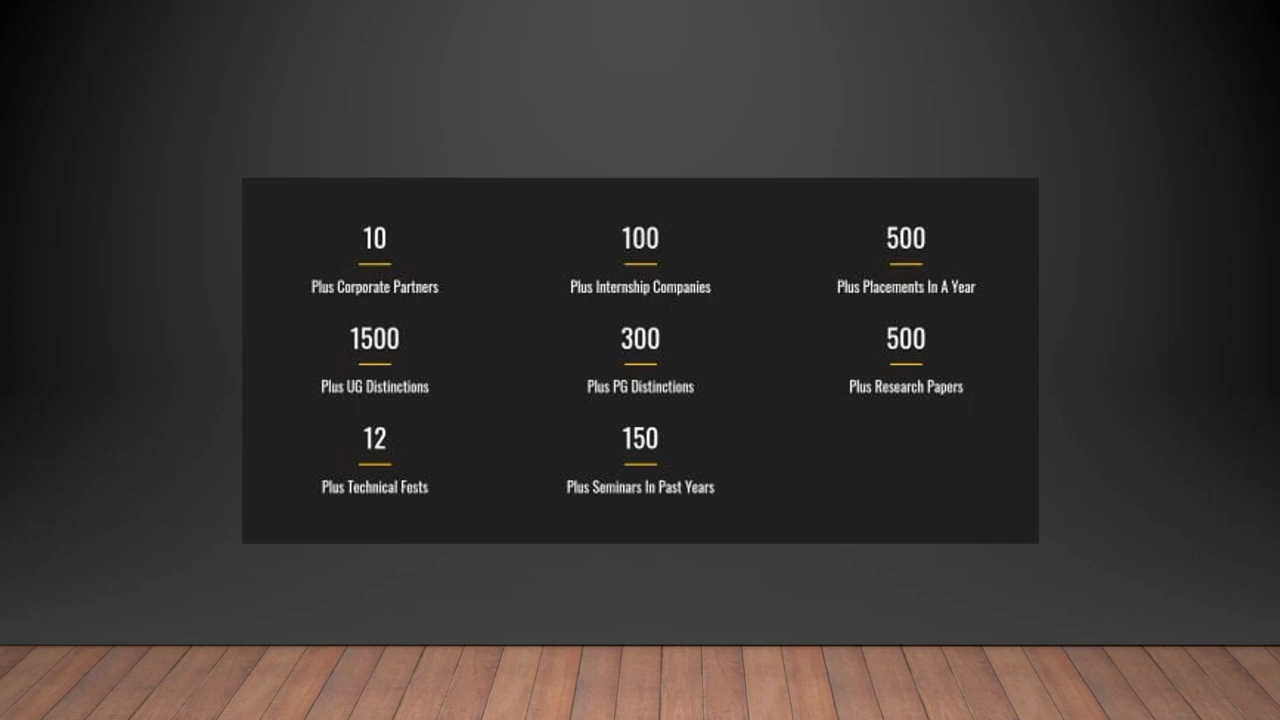 10
100
500
Plus Corporate Partners
Plus Internship Companies
Plus Placements In A Year
1500
300
500
Plus UG Distinctions
Plus PG Distinctions
Plus Research Papers
12
150
Plus Technical Fests
Plus Seminars In Past Years